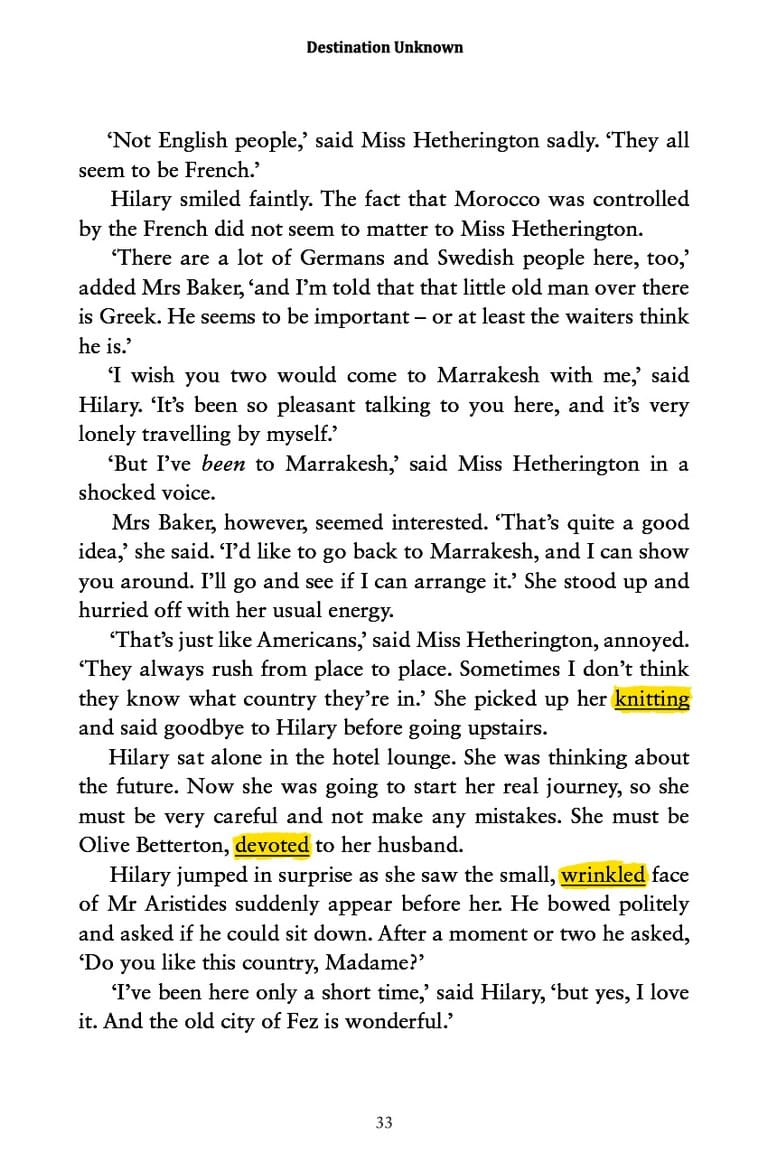 Destination Unknown
‘Not English people,’ said Miss Hetherington sadly. ‘They all
seem to be French.’
Hilary smiled faintly. The fact that Morocco was controlled
by the French did not seem to matter to Miss Hetherington.
‘There are a lot of Germans and Swedish people here, too,’
added Mrs Baker, ‘and I’m told that that little old man over there
is Greek. He seems to be important – or at least the waiters think
he is.’
‘I wish you two would come to Marrakesh with me,’ said
Hilary. ‘It’s been so pleasant talking to you here, and it’s very
lonely travelling by myself.’
‘But I’ve been to Marrakesh,’ said Miss Hetherington in a
shocked voice.
Mrs Baker, however, seemed interested. ‘That’s quite a good
idea,’ she said. ‘I’d like to go back to Marrakesh, and I can show
you around. I’ll go and see if I can arrange it.’ She stood up and
hurried off with her usual energy.
‘That’s just like Americans,’ said Miss Hetherington, annoyed.
‘They always rush from place to place. Sometimes I don’t think
they know what country they’re in.’ She picked up her knitting
and said goodbye to Hilary before going upstairs.
Hilary sat alone in the hotel lounge. She was thinking about
the future. Now she was going to start her real journey, so she
must be very careful and not make any mistakes. She must be
Olive Betterton, devoted to her husband.
Hilary jumped in surprise as she saw the small, wrinkled face
of Mr Aristides suddenly appear before her. He bowed politely
and asked if he could sit down. After a moment or two he asked,
‘Do you like this country, Madame?’
‘I’ve been here only a short time,’ said Hilary, ‘but yes, I love
it. And the old city of Fez is wonderful.’
33